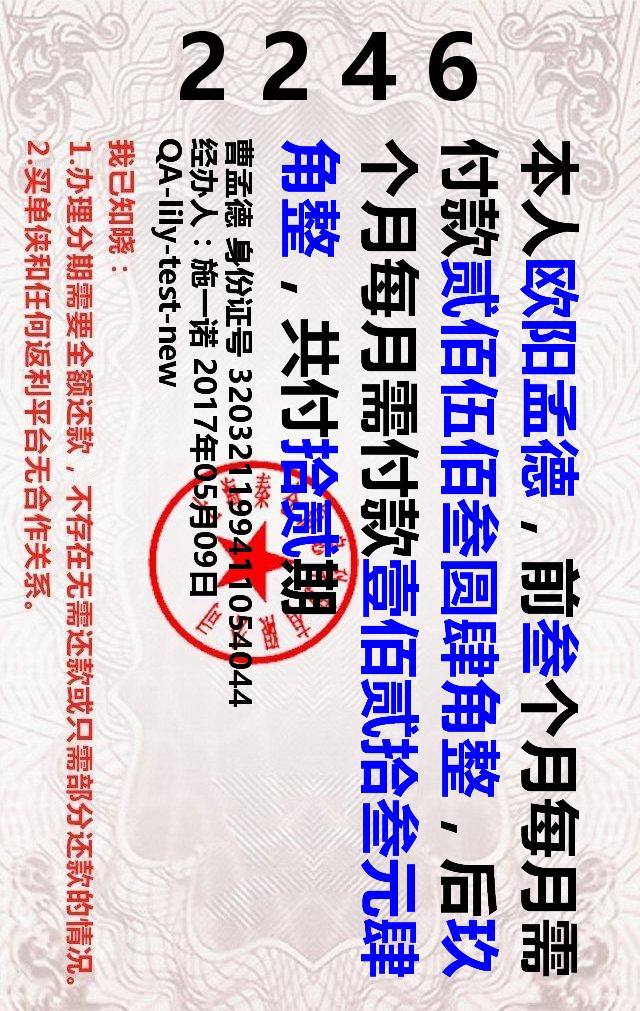 2246
本人欧阳孟德，前叁个月每月需
付款贰佰伍佰叁圆肆角整，后玖
个月每月需付款壹佰贰拾叁元肆
角整，共付拾贰期
曹孟德 身份证号 320321199411054044
经办人：施一诺 2017年05月09日
QA-lily-test-new
我已知晓：
1.办理分期需要全额还款，不存在无需还款或只需部分还款的情况。
2.买单侠和任何返利平台无合作关系。